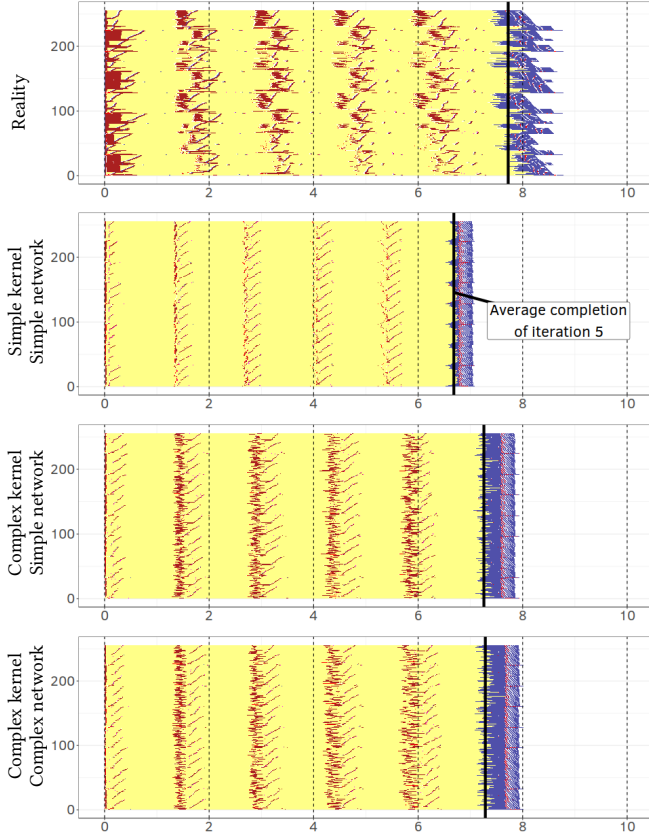 Reality
200
100
0
0 2 4 6 8 10
Simple kernel
Simple network
200
100
0
Average completion
of iteration 5
0 2 4 6 8 10
Complex kernel
Simple network
200
100
0
0 2 4 6 8 10
Complex kernel
Complex network
200
100
0
0 2 4 6 8 10